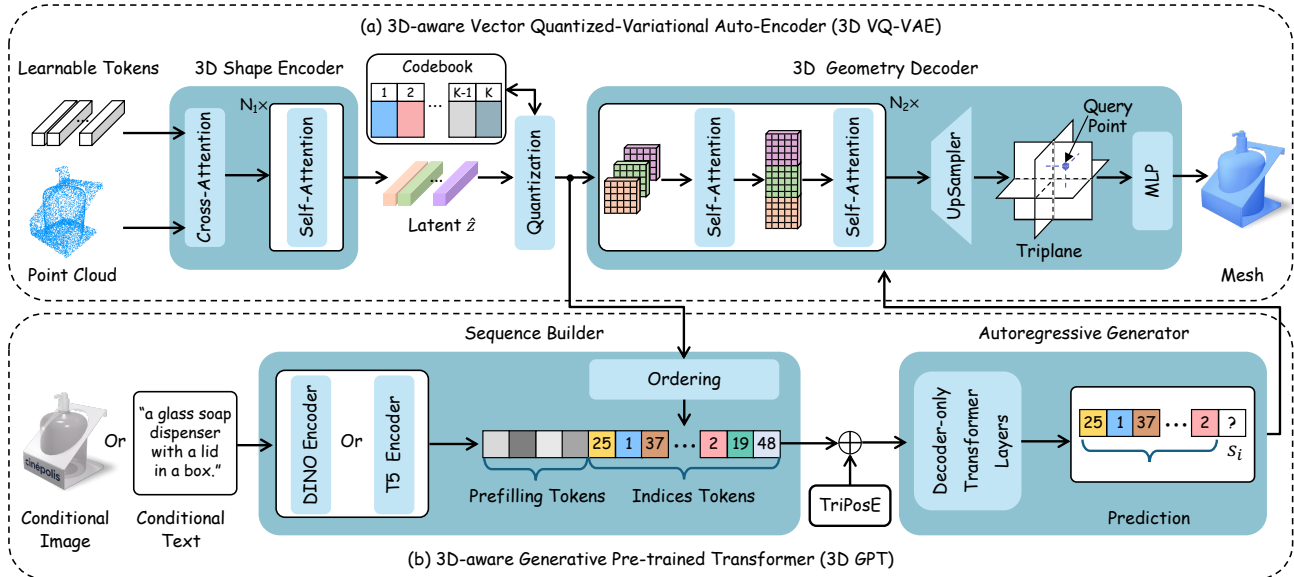 (a) 3D-aware Vector Quantized-Variational Auto-Encoder (3D VQ-VAE)
Learnable Tokens
Point Cloud
3D Shape Encoder
Cross-Attention
N₁×
Self-Attention
Codebook
1 2 ... K-1 K
...
Latent ẑ
Quantization
3D Geometry Decoder
Self-Attention
Self-Attention
N₂×
UpSampler
Query
Point
Triplane
MLP
Mesh
Sequence Builder
cinépolis
Or
"a glass soap
dispenser
with a lid
in a box."
Conditional
Image
Conditional
Text
DINO Encoder
Or
T5 Encoder
Ordering
25 1 37 ... 2 19 48
Prefilling Tokens
Indices Tokens
TriPosE
Autoregressive Generator
Decoder-only
Transformer
Layers
25 1 37 ... 2 ?
sᵢ
Prediction
(b) 3D-aware Generative Pre-trained Transformer (3D GPT)